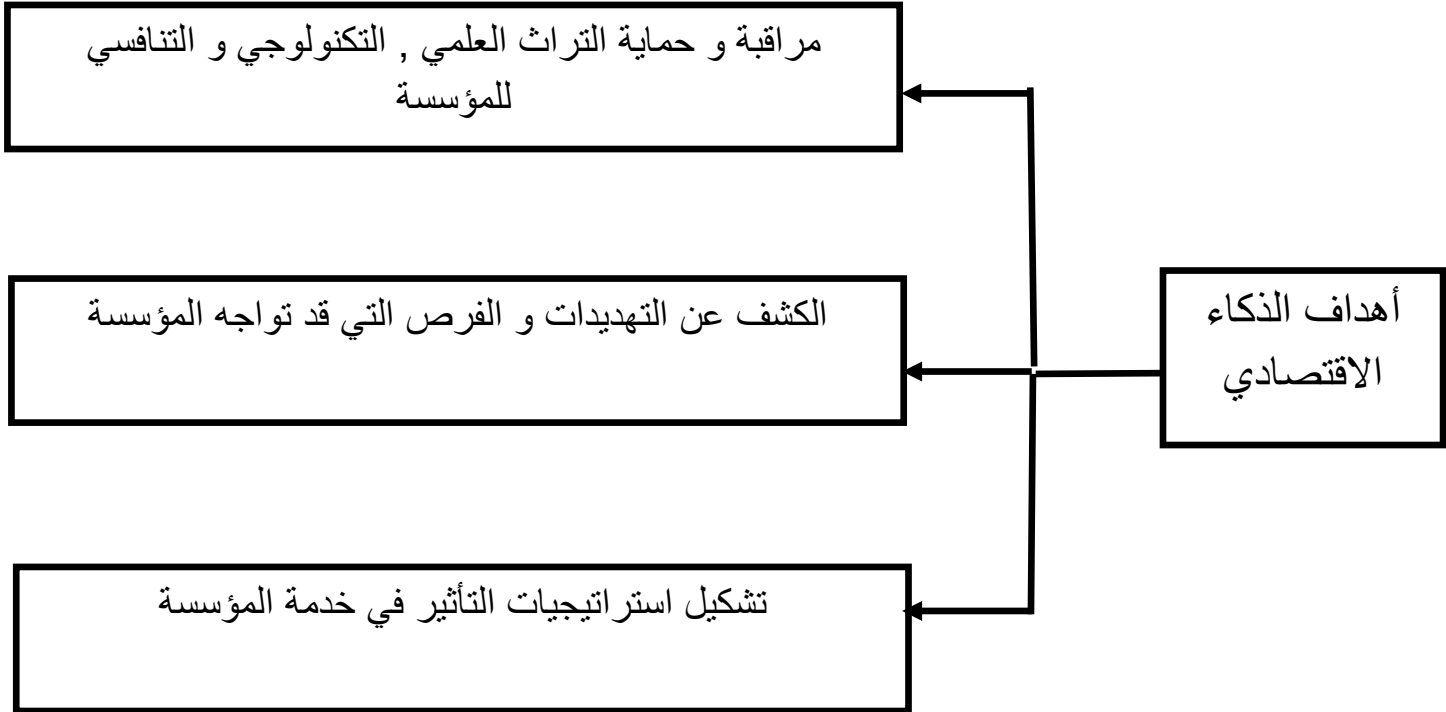 أهداف الذكاء
الاقتصادي
مراقبة و حماية التراث العلمي , التكنولوجي و التنافسي
للمؤسسة
الكشف عن التهديدات و الفرص التي قد تواجه المؤسسة
تشكيل استراتيجيات التأثير في خدمة المؤسسة